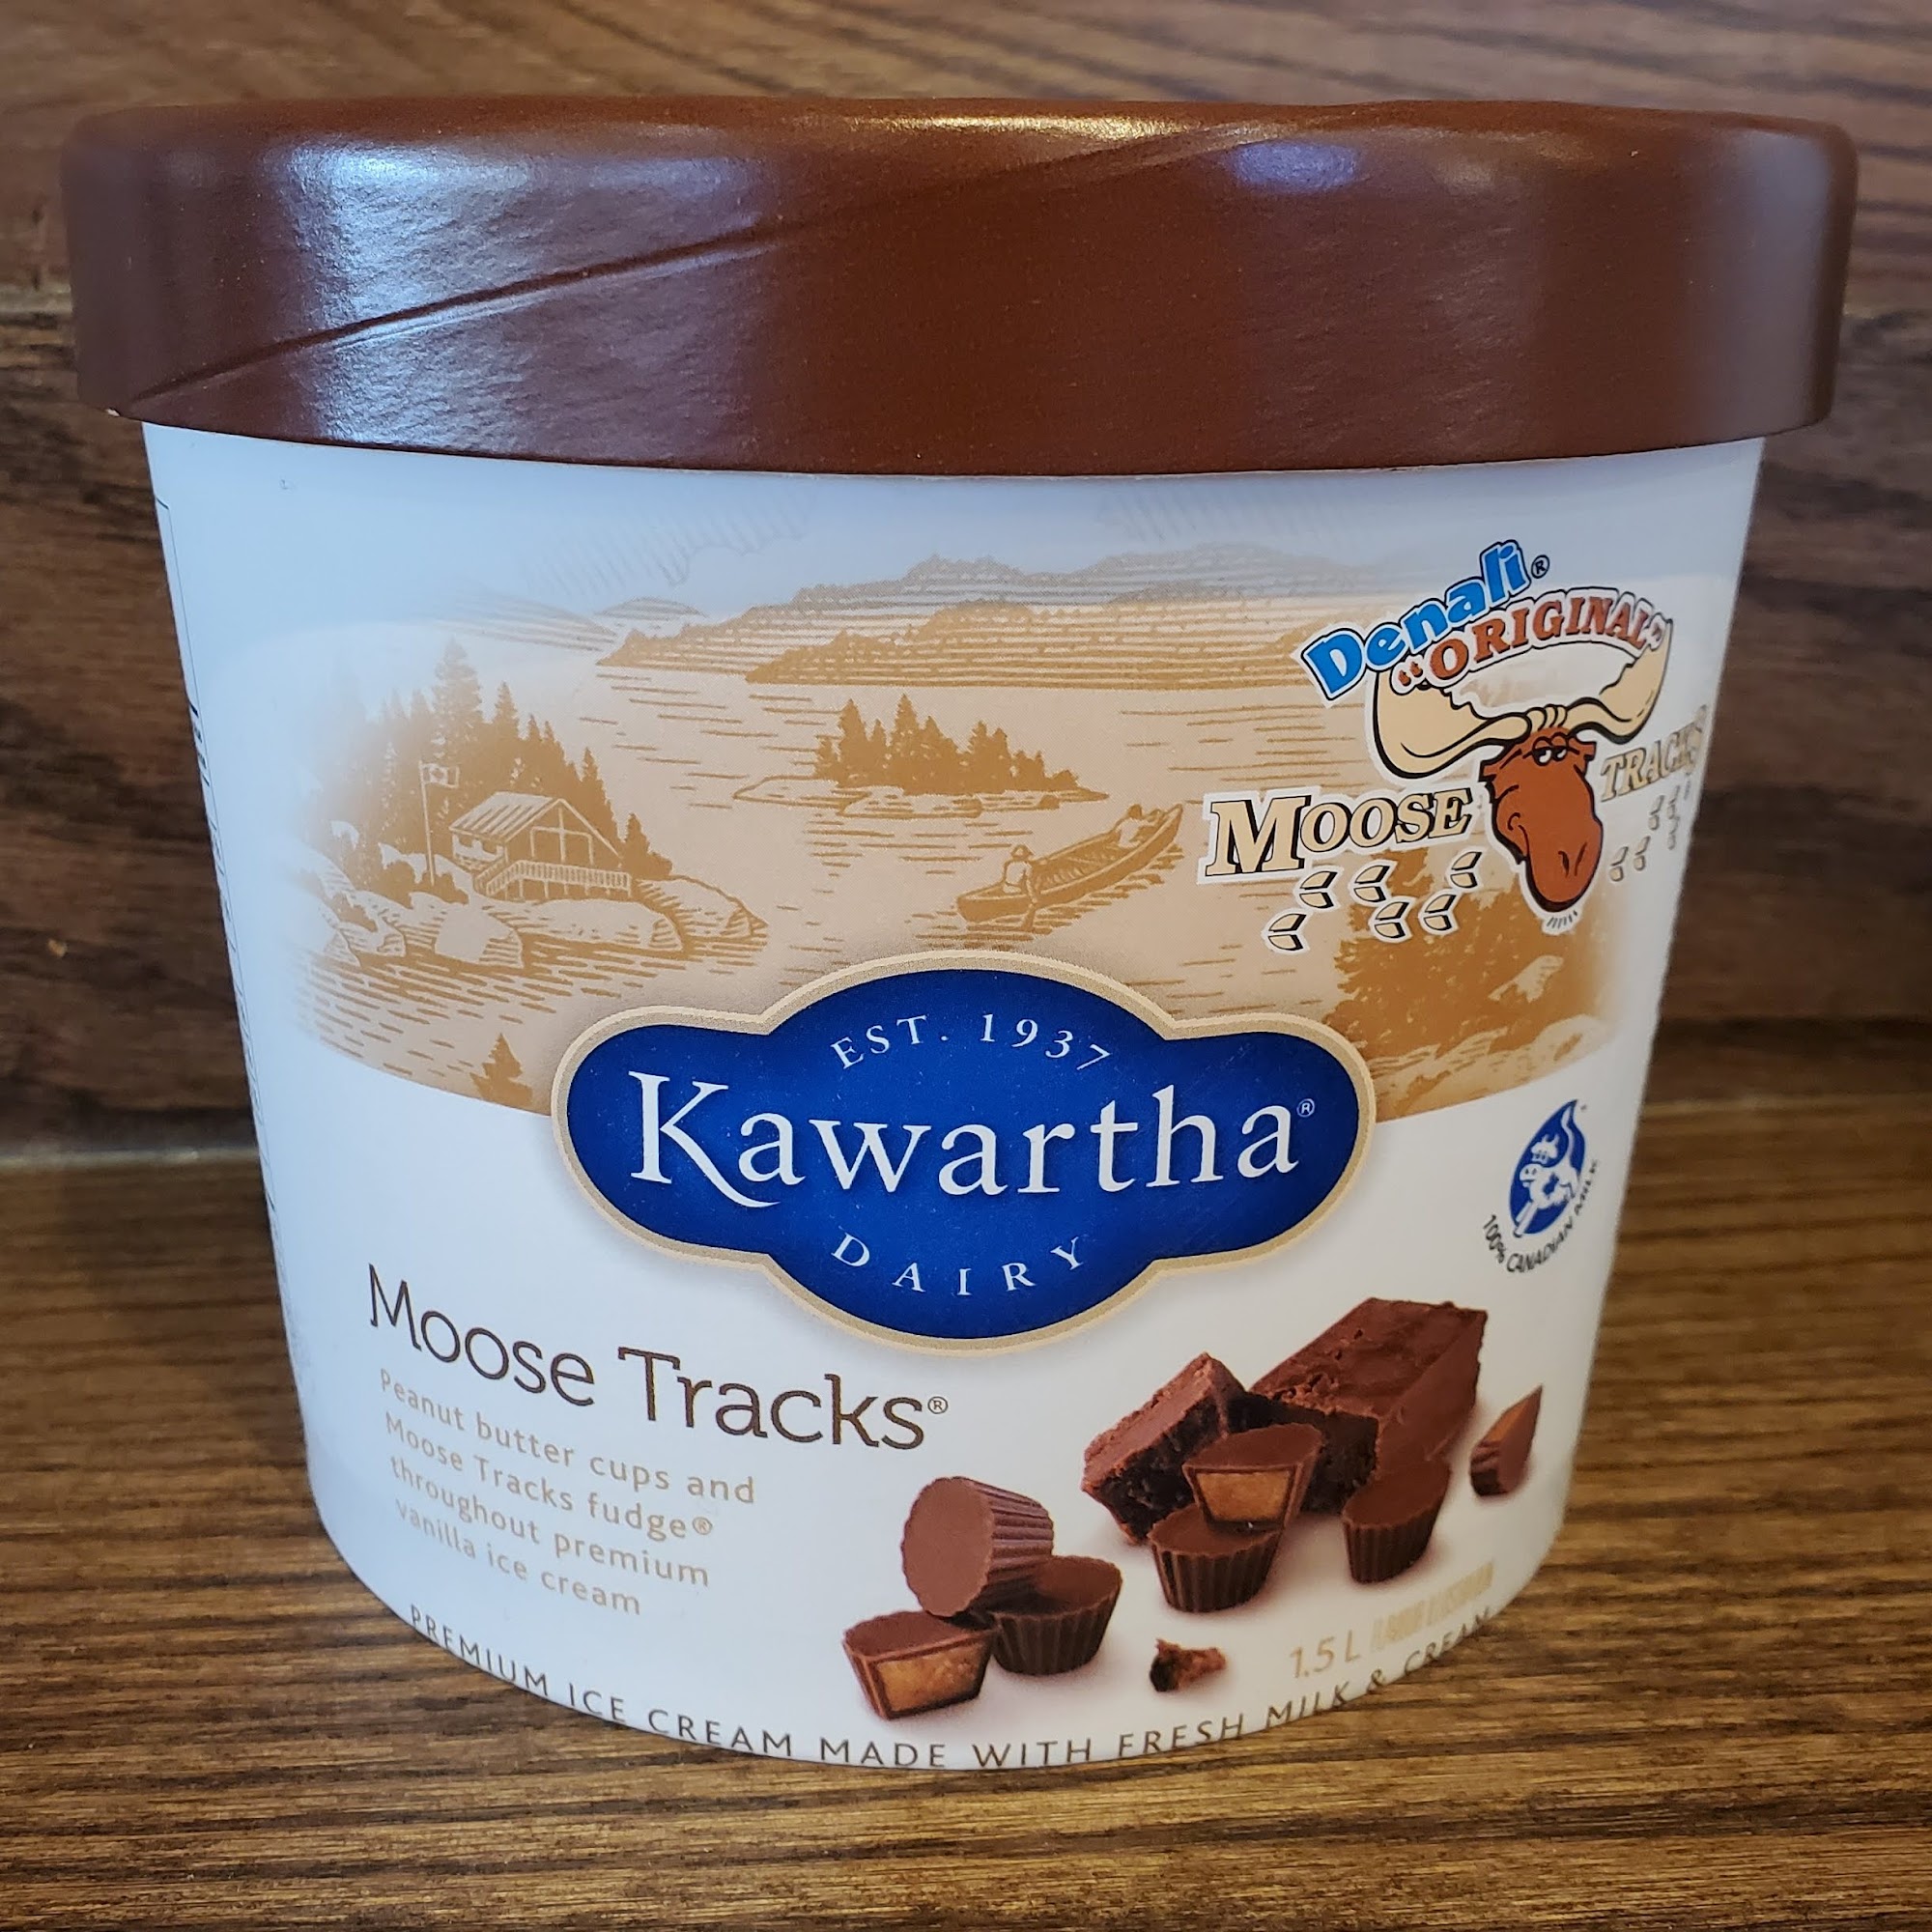 Denali®
"ORIGINAL"
MOOSE TRACKS
EST. 1937
Kawartha®
DAIRY
100% CANADIAN MILK
Moose Tracks®
Peanut butter cups and
Moose Tracks fudge®
throughout premium
vanilla ice cream
1.5 L
PREMIUM ICE CREAM MADE WITH FRESH MILK & CREAM